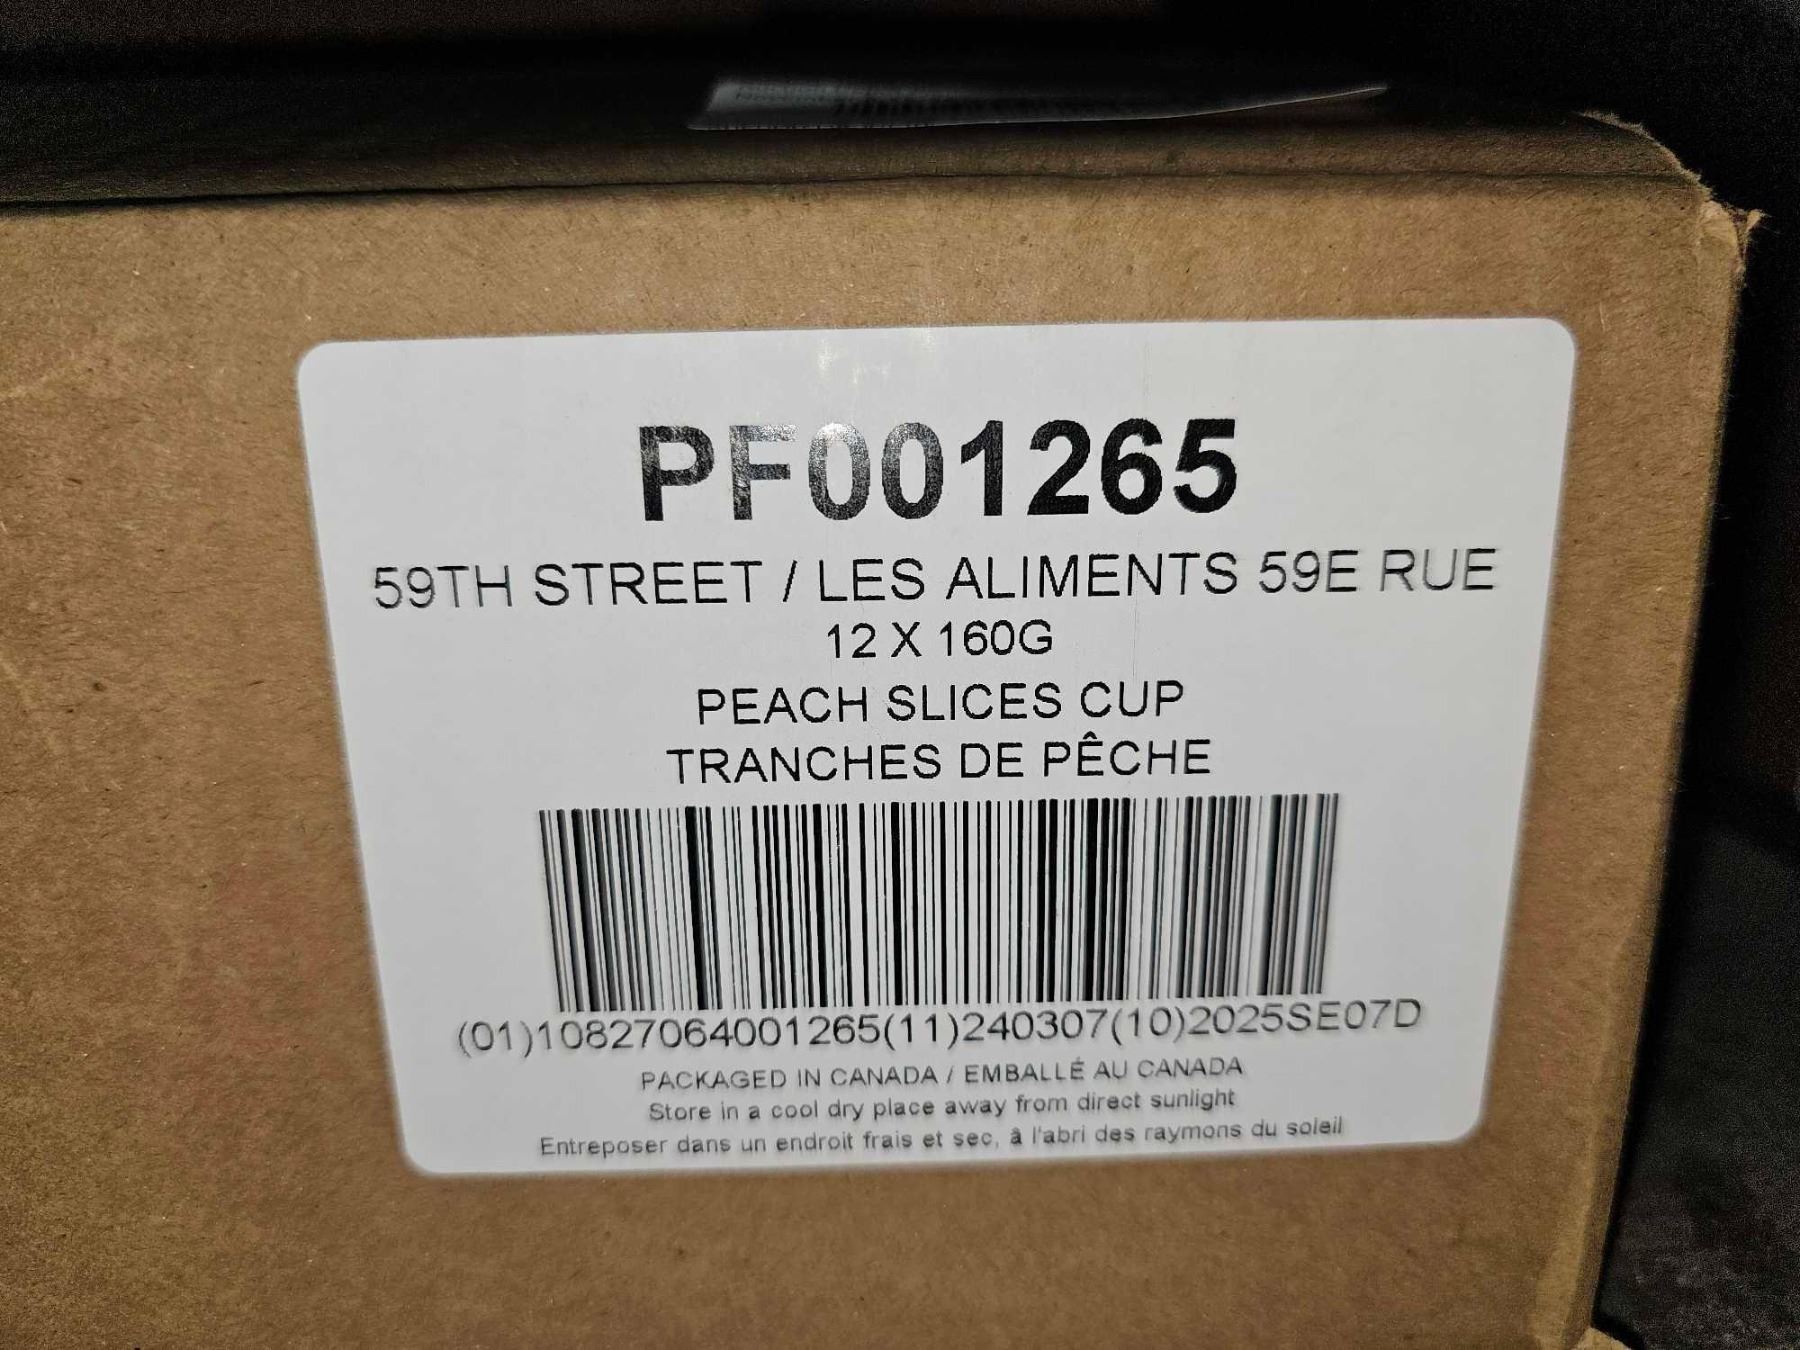 PF001265
59TH STREET / LES ALIMENTS 59E RUE
12 X 160G
PEACH SLICES CUP
TRANCHES DE PÊCHE
(01)10827064001265(11)240307(10)2025SE07D
PACKAGED IN CANADA / EMBALLÉ AU CANADA
Store in a cool dry place away from direct sunlight
Entreposer dans un endroit frais et sec, à l'abri des raymons du soleil